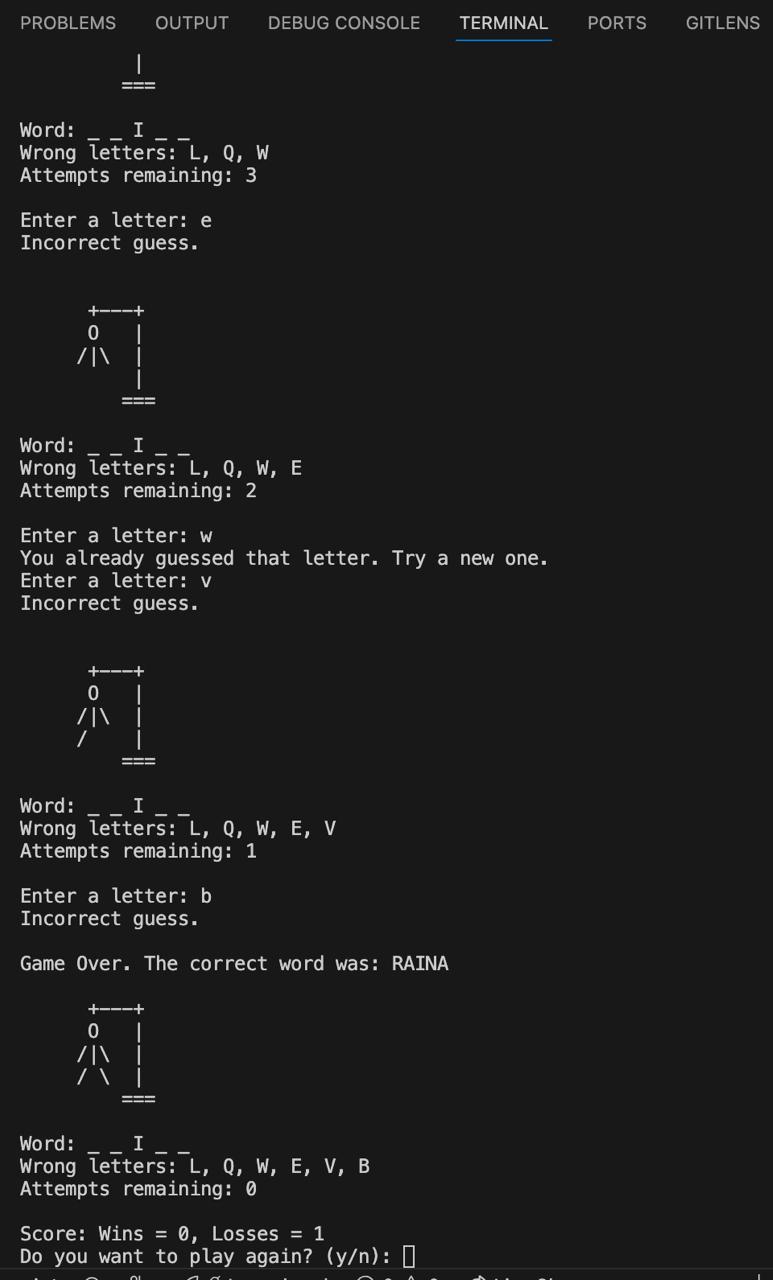 PROBLEMS OUTPUT DEBUG CONSOLE TERMINAL PORTS GITLENS
          |
         ===

Word: _ _ I _ _
Wrong letters: L, Q, W
Attempts remaining: 3

Enter a letter: e
Incorrect guess.

      +---+
      O   |
     /|\  |
          |
         ===

Word: _ _ I _ _
Wrong letters: L, Q, W, E
Attempts remaining: 2

Enter a letter: w
You already guessed that letter. Try a new one.
Enter a letter: v
Incorrect guess.

      +---+
      O   |
     /|\  |
     /    |
         ===

Word: _ _ I _ _
Wrong letters: L, Q, W, E, V
Attempts remaining: 1

Enter a letter: b
Incorrect guess.

Game Over. The correct word was: RAINA

      +---+
      O   |
     /|\  |
     / \  |
         ===

Word: _ _ I _ _
Wrong letters: L, Q, W, E, V, B
Attempts remaining: 0

Score: Wins = 0, Losses = 1
Do you want to play again? (y/n):